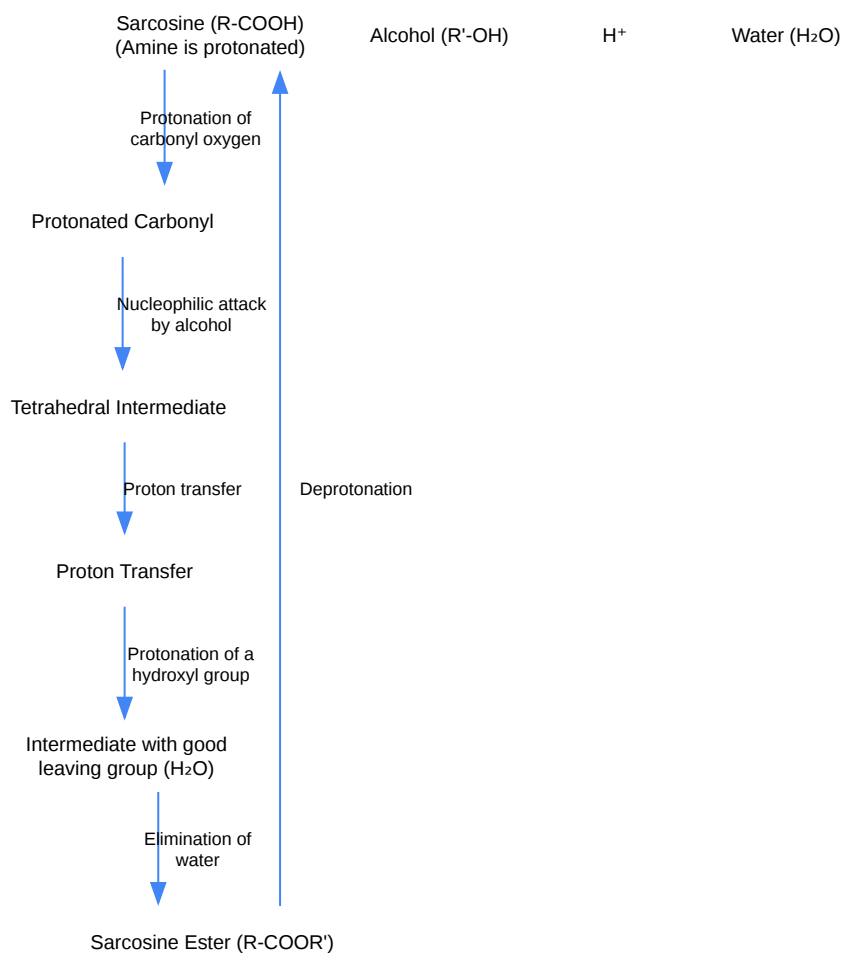 Sarcosine (R-COOH)
(Amine is protonated)
Alcohol (R'-OH)
H⁺
Water (H₂O)
Protonation of
carbonyl oxygen
Protonated Carbonyl
Nucleophilic attack
by alcohol
Tetrahedral Intermediate
Proton transfer
Deprotonation
Proton Transfer
Protonation of a
hydroxyl group
Intermediate with good
leaving group (H₂O)
Elimination of
water
Sarcosine Ester (R-COOR')